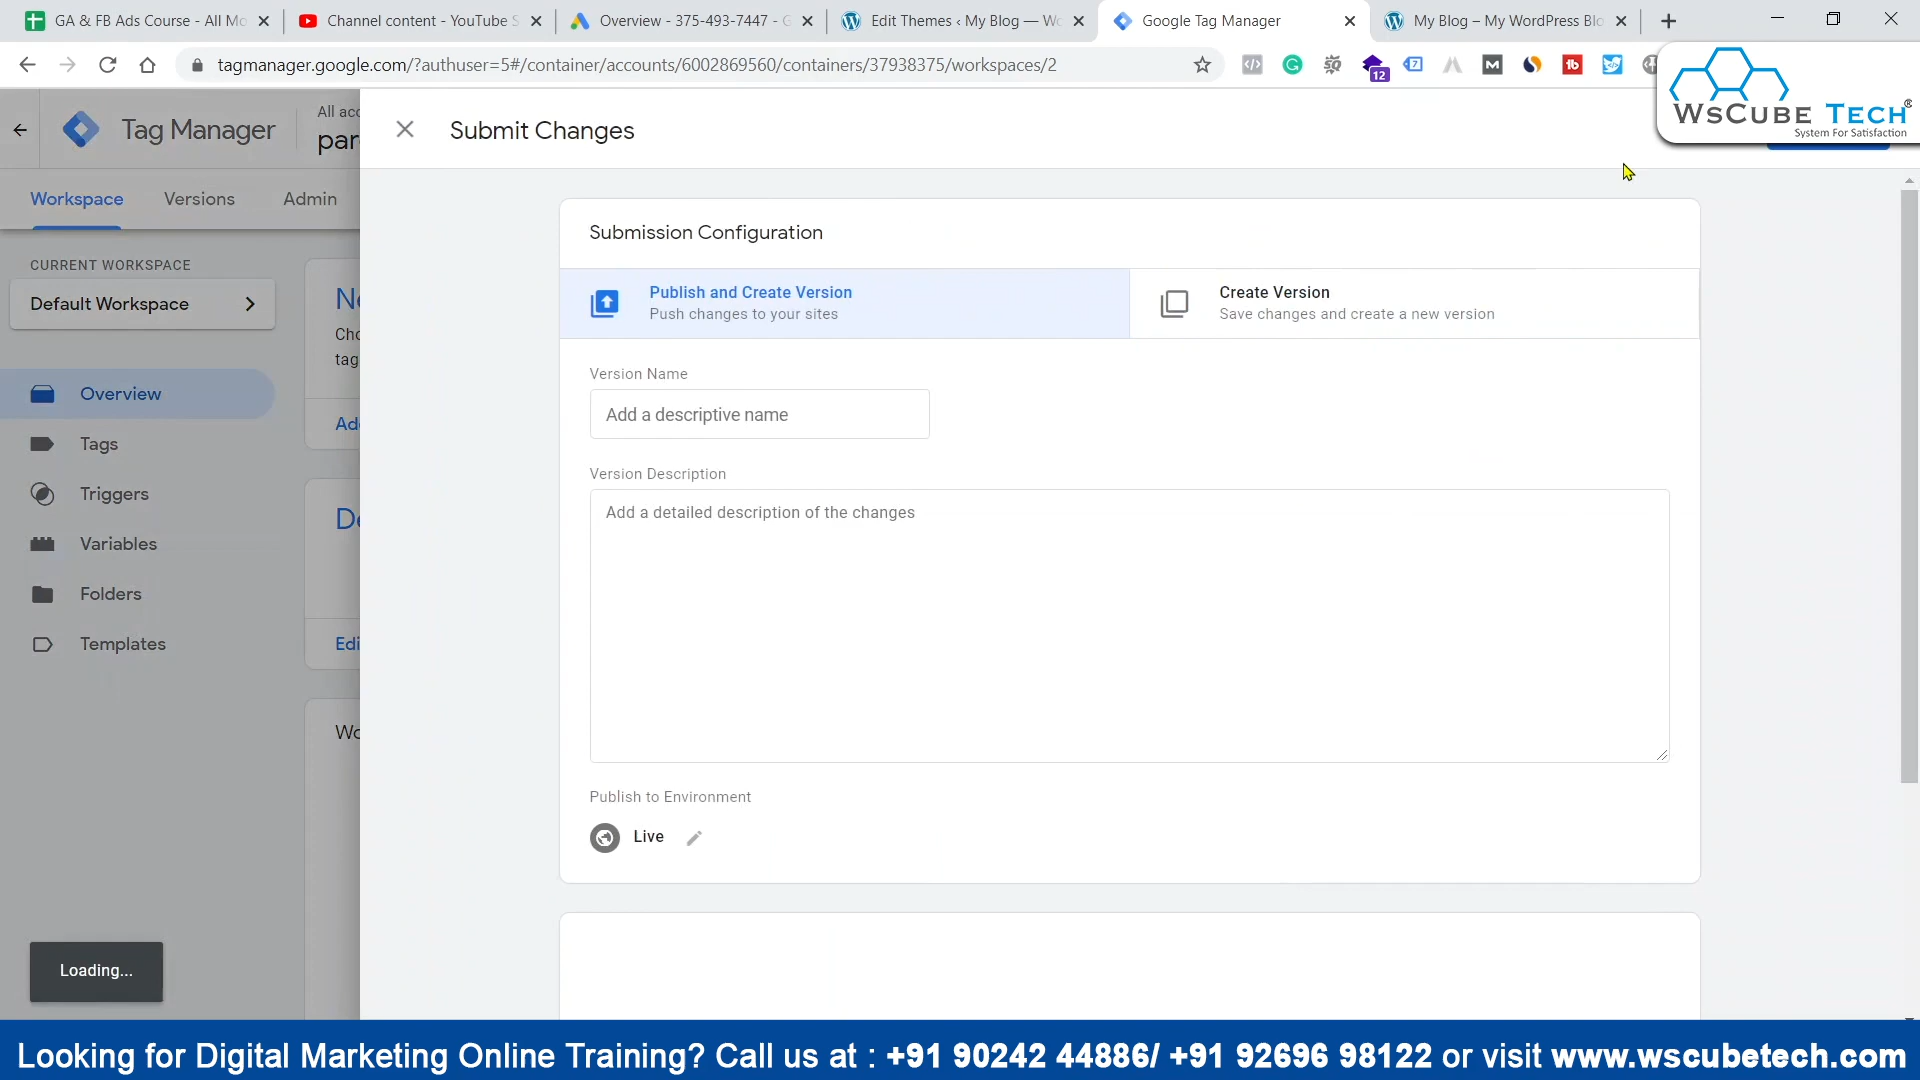 GA & FB Ads Course - All Mo
Channel content - YouTube S
Overview - 375-493-7447 - G
Edit Themes ‹ My Blog — Wo
Google Tag Manager
My Blog – My WordPress Blo
tagmanager.google.com/?authuser=5#/container/accounts/6002869560/containers/37938375/workspaces/2
12
7
WsCube Tech®
System For Satisfaction
Tag Manager
All acc
par
Submit Changes
Workspace
Versions
Admin
CURRENT WORKSPACE
Default Workspace
Overview
Tags
Triggers
Variables
Folders
Templates
Ne
Cho
tag
Ad
De
Edi
Wo
Submission Configuration
Publish and Create Version
Push changes to your sites
Create Version
Save changes and create a new version
Version Name
Add a descriptive name
Version Description
Add a detailed description of the changes
Publish to Environment
Live
Loading...
Looking for Digital Marketing Online Training? Call us at : +91 90242 44886/ +91 92696 98122 or visit www.wscubetech.com